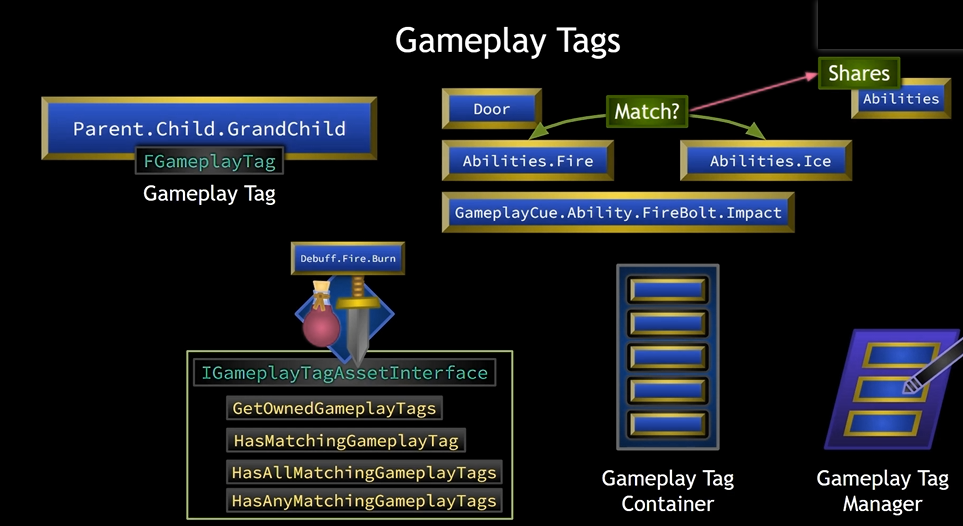 Gameplay Tags
Parent.Child.GrandChild
FGameplayTag
Gameplay Tag
Door
Match?
Shares
Abilities
Abilities.Fire
Abilities.Ice
GameplayCue.Ability.FireBolt.Impact
Debuff.Fire.Burn
IGameplayTagAssetInterface
GetOwnedGameplayTags
HasMatchingGameplayTag
HasAllMatchingGameplayTags
HasAnyMatchingGameplayTags
Gameplay Tag
Container
Gameplay Tag
Manager